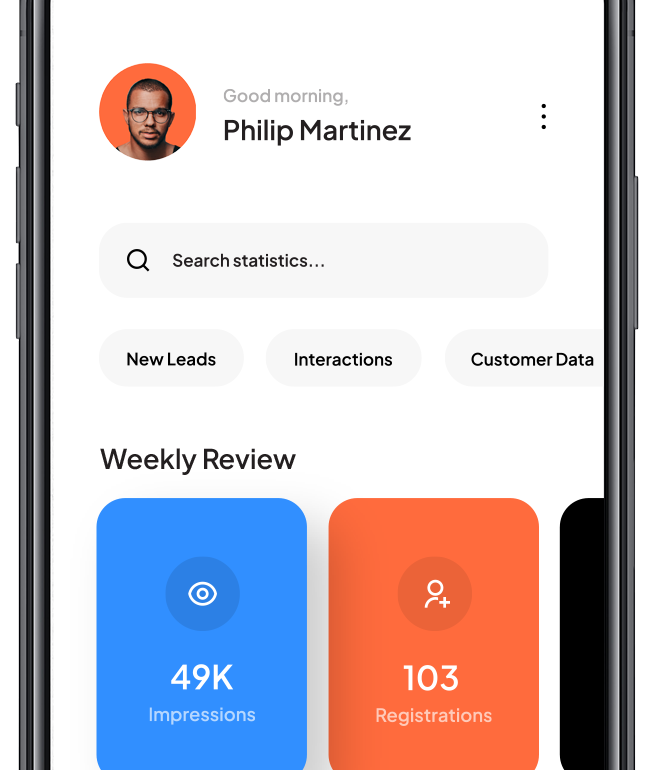 Good morning,
Philip Martinez
Search statistics...
New Leads
Interactions
Customer Data
Weekly Review
49K
Impressions
103
Registrations